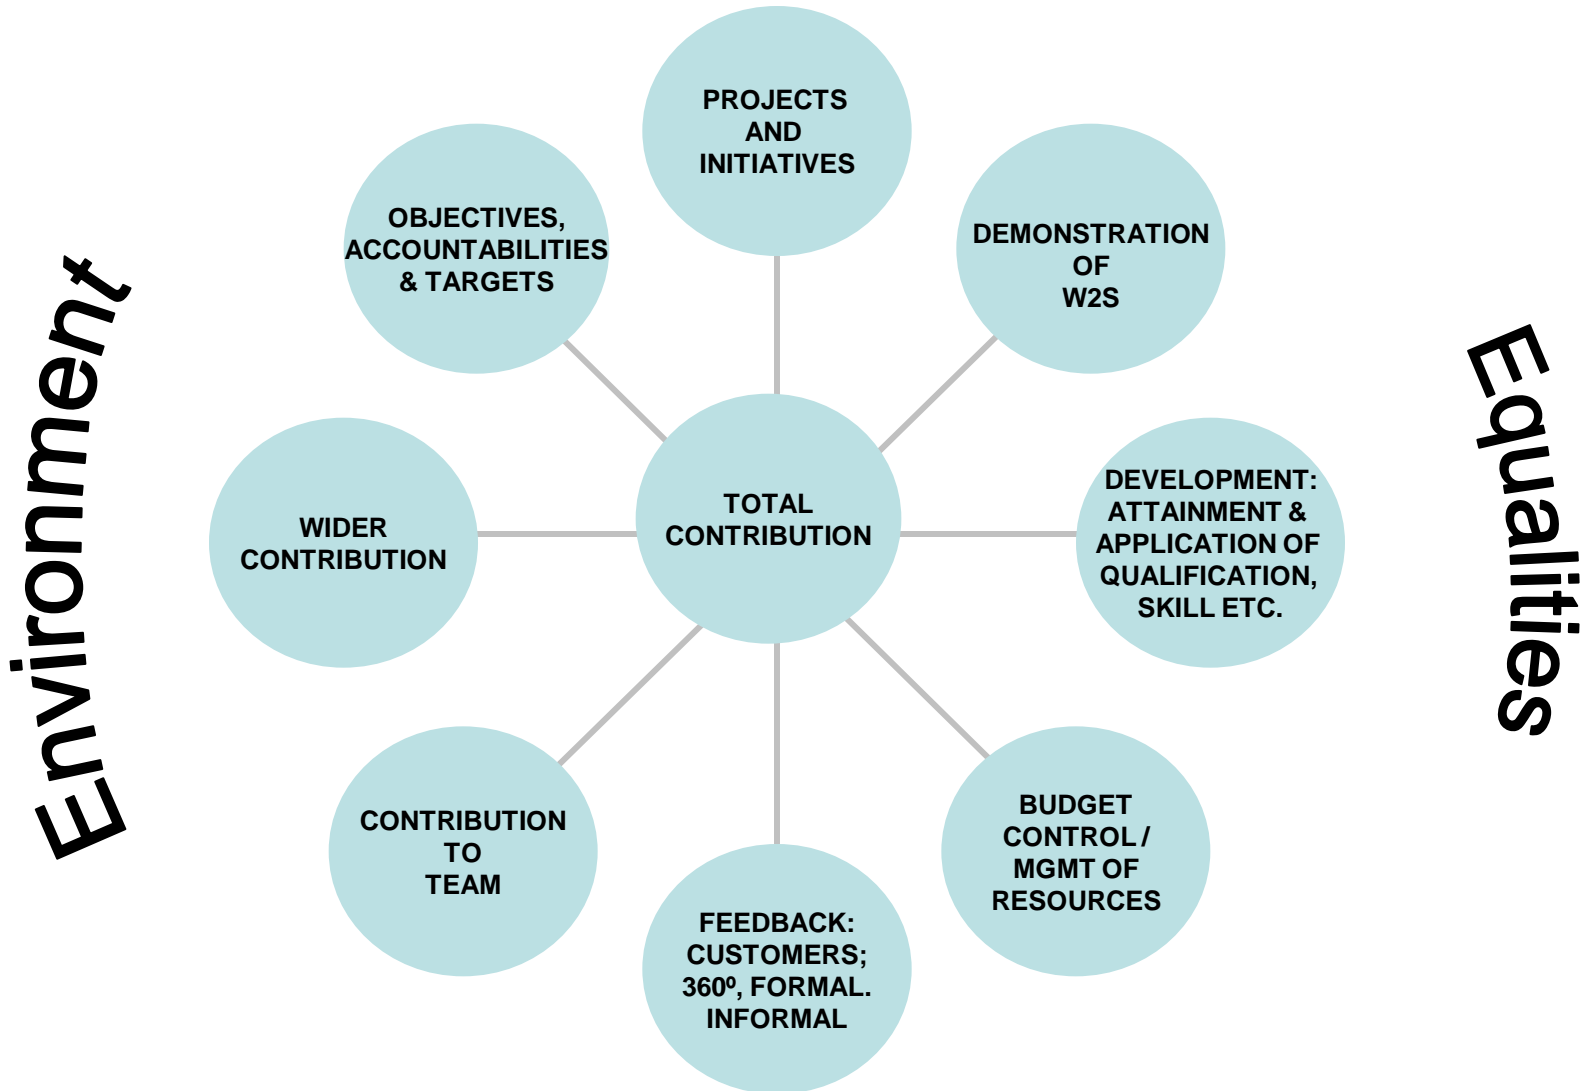 PROJECTS
AND
INITIATIVES
OBJECTIVES,
ACCOUNTABILITIES
& TARGETS
DEMONSTRATION
OF
W2S
Environment
Equalities
WIDER
CONTRIBUTION
TOTAL
CONTRIBUTION
DEVELOPMENT:
ATTAINMENT &
APPLICATION OF
QUALIFICATION,
SKILL ETC.
CONTRIBUTION
TO
TEAM
BUDGET
CONTROL /
MGMT OF
RESOURCES
FEEDBACK:
CUSTOMERS;
360º, FORMAL.
INFORMAL